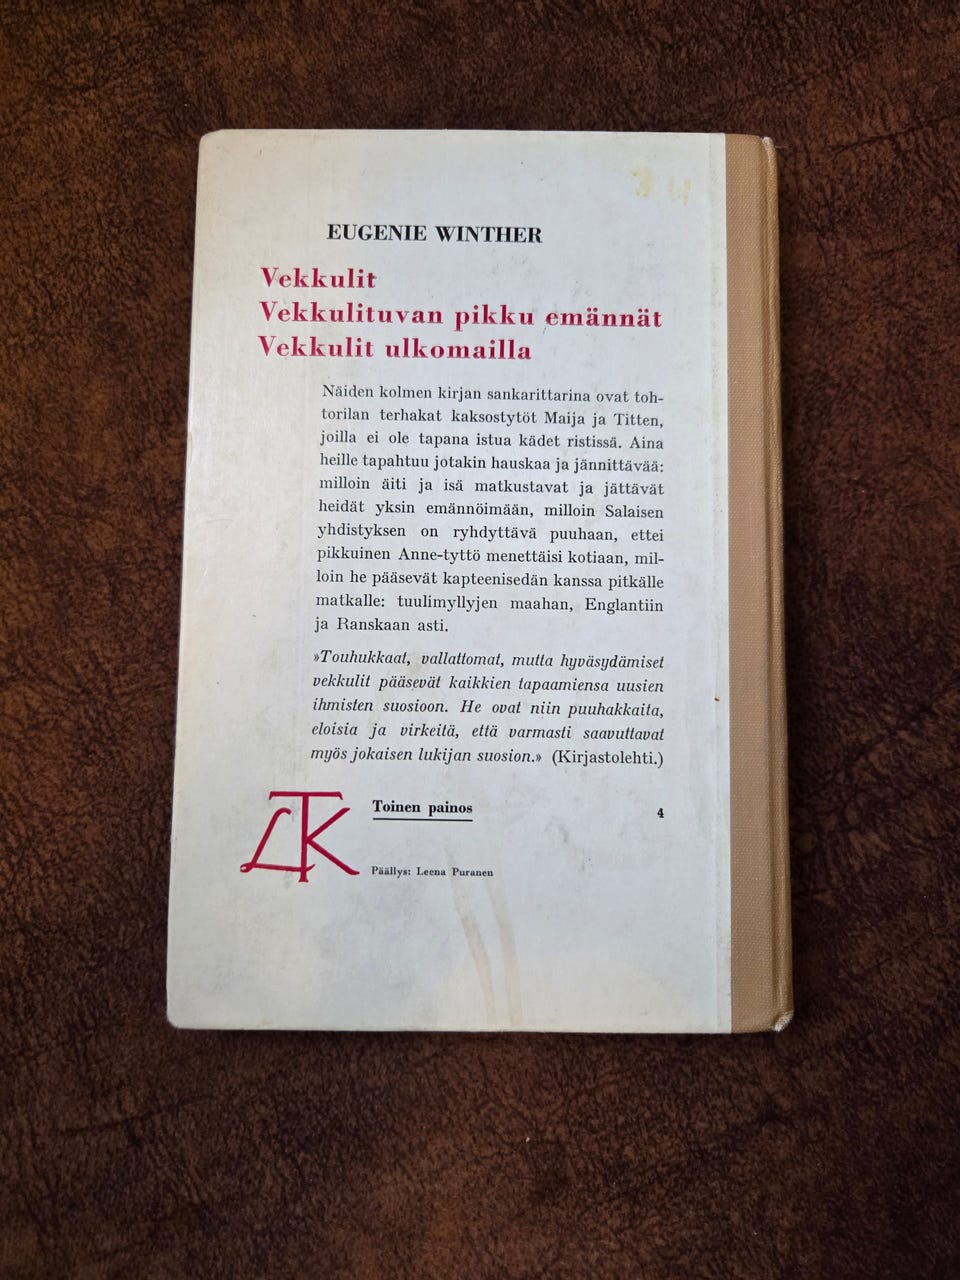 EUGENIE WINTHER
Vekkulit
Vekkulituvan pikku emännät
Vekkulit ulkomailla
Näiden kolmen kirjan sankarittarina ovat toh-
torilan terhakat kaksostytöt Maija ja Titten,
joilla ei ole tapana istua kädet ristissä. Aina
heille tapahtuu jotakin hauskaa ja jännittävää:
milloin äiti ja isä matkustavat ja jättävät
heidät yksin emännöimään, milloin Salaisen
yhdistyksen on ryhdyttävä puuhaan, ettei
pikkuinen Anne-tyttö menettäisi kotiaan, mil-
loin he pääsevät kapteenisedän kanssa pitkälle
matkalle: tuulimyllyjen maahan, Englantiin
ja Ranskaan asti.
»Touhukkaat, vallattomat, mutta hyväsydämiset
vekkulit pääsevät kaikkien tapaamiensa uusien
ihmisten suosioon. He ovat niin puuhakkaita,
eloisia ja virkeitä, että varmasti saavuttavat
myös jokaisen lukijan suosion.» (Kirjastolehti.)
LTK
Toinen painos
4
Päällys: Leena Puranen